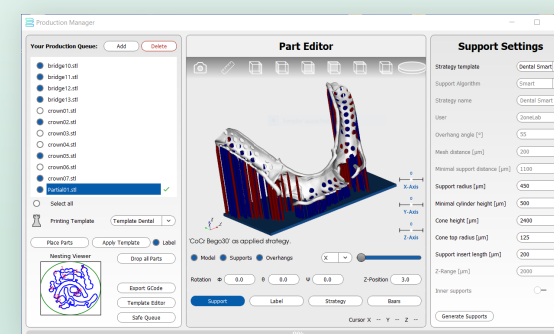 Production Manager
Your Production Queue:
Add
Delete
bridge10.stl
bridge11.stl
bridge12.stl
bridge13.stl
crown01.stl
crown02.stl
crown03.stl
crown04.stl
crown05.stl
crown06.stl
crown07.stl
Partial01.stl
Select all
Printing Template
Template Dental
Place Parts
Apply Template
Label
Nesting Viewer
Drop all Parts
Export GCode
Template Editor
Safe Queue
Part Editor
0
X-Axis
0
Y-Axis
0
Z-Axis
'CoCr Bego30' as applied strategy.
Model
Supports
Overhangs
X
Rotation
Φ
0.0
θ
0.0
Ψ
0.0
Z-Position
3.0
Support
Label
Strategy
Beam
Cursor X -- Y -- Z --
Support Settings
Strategy template
Dental Smart
Support Algorithm
Smart
Strategy name
Dental Smart
User
2oneLab
Overhang angle [°]
55
Mesh distance [μm]
200
Minimal support distance [μm]
1100
Support radius [μm]
450
Minimal cylinder height [μm]
500
Cone height [μm]
2400
Cone top radius [μm]
125
Support insert length [μm]
200
Z-Range [μm]
2000
Inner supports
Generate Supports